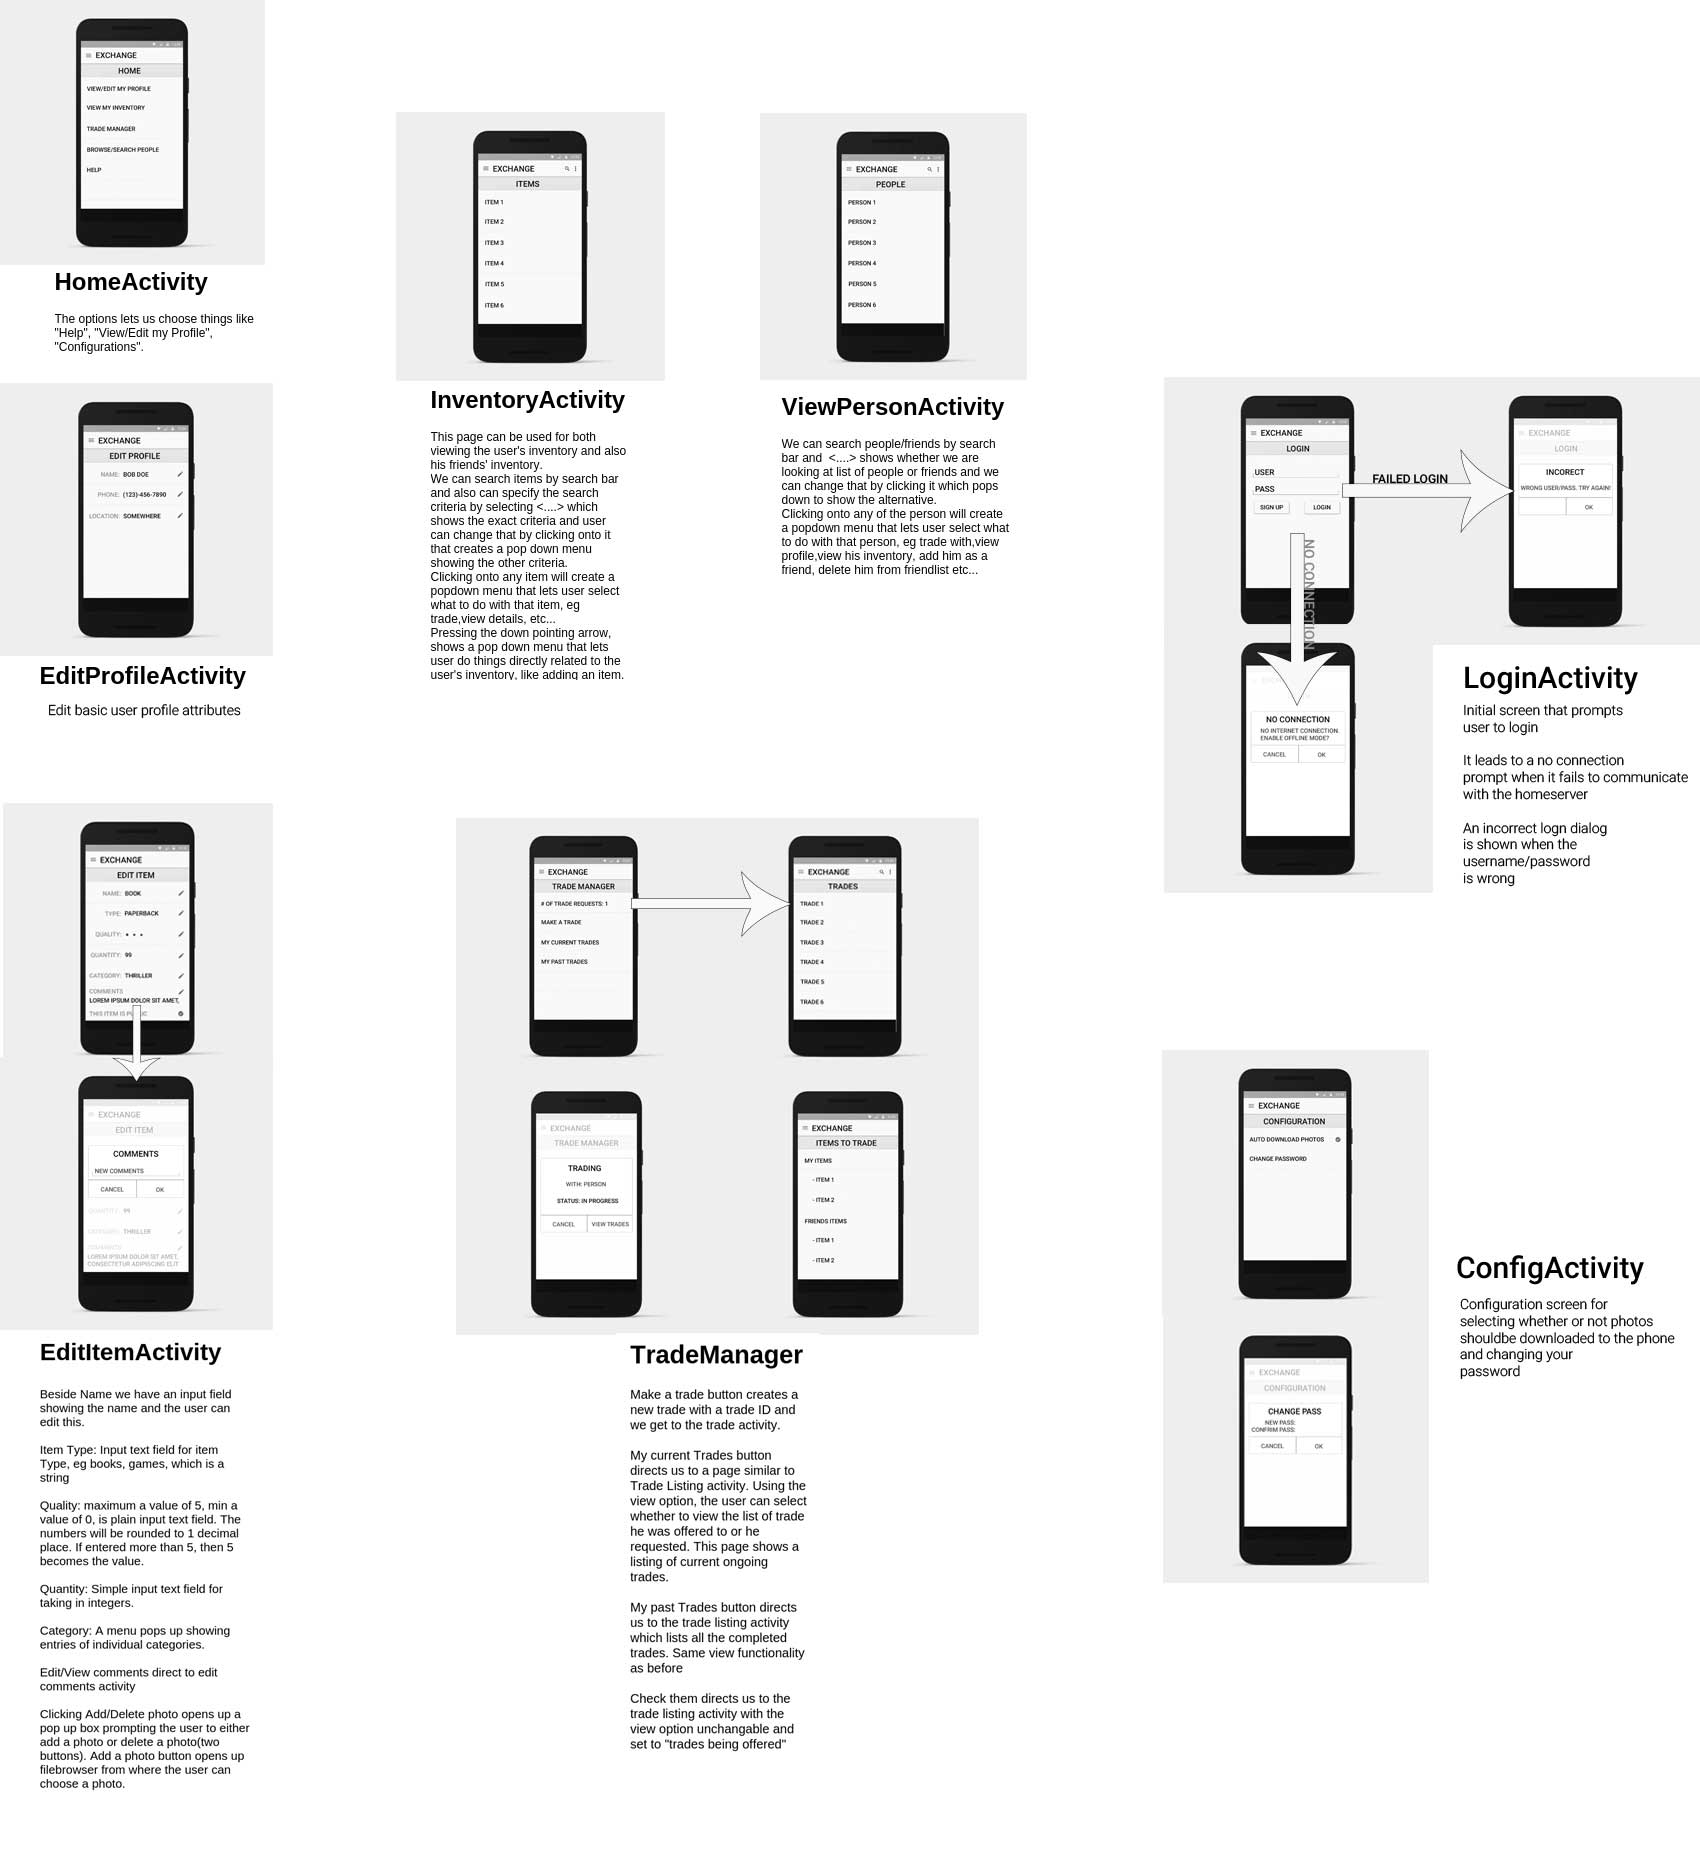 EXCHANGE
HOME
VIEW/EDIT MY PROFILE
VIEW MY INVENTORY
TRADE MANAGER
BROWSE/SEARCH PEOPLE
HELP
HomeActivity
The options lets us choose things like
"Help", "View/Edit my Profile",
"Configurations".
EXCHANGE
EDIT PROFILE
NAME: BOB DOE
PHONE: (123)-456-7890
LOCATION: SOMEWHERE
EditProfileActivity
Edit basic user profile attributes
EXCHANGE
ITEMS
ITEM 1
ITEM 2
ITEM 3
ITEM 4
ITEM 5
ITEM 6
InventoryActivity
This page can be used for both
viewing the user's inventory and also
his friends' inventory.
We can search items by search bar
and also can specify the search
criteria by selecting <....> which
shows the exact criteria and user
can change that by clicking onto it
that creates a pop down menu
showing the other criteria.
Clicking onto any item will create a
popdown menu that lets user select
what to do with that item, eg
trade,view details, etc...
Pressing the down pointing arrow,
shows a pop down menu that lets
user do things directly related to the
user's inventory, like adding an item.
EXCHANGE
PEOPLE
PERSON 1
PERSON 2
PERSON 3
PERSON 4
PERSON 5
PERSON 6
ViewPersonActivity
We can search people/friends by search
bar and <....> shows whether we are
looking at list of people or friends and we
can change that by clicking it which pops
down to show the alternative.
Clicking onto any of the person will create
a popdown menu that lets user select what
to do with that person, eg trade with,view
profile,view his inventory, add him as a
friend, delete him from friendlist etc...
EXCHANGE
LOGIN
USER
PASS
SIGN UP LOGIN
FAILED LOGIN
EXCHANGE
LOGIN
INCORECT
WRONG USER/PASS. TRY AGAIN!
OK
NO CONNECTION
NO CONNECTION
NO INTERNET CONNECTION.
ENABLE OFFLINE MODE?
CANCEL OK
LoginActivity
Initial screen that prompts
user to login
It leads to a no connection
prompt when it fails to communicate
with the homeserver
An incorrect logn dialog
is shown when the
username/password
is wrong
EXCHANGE
EDIT ITEM
NAME: BOOK
TYPE: PAPERBACK
QUALITY: • • •
QUANTITY: 99
CATEGORY: THRILLER
COMMENTS
LOREM IPSUM DOLOR SIT AMET,
THIS ITEM IS
EXCHANGE
EDIT ITEM
COMMENTS
NEW COMMENTS
CANCEL OK
QUANTITY: 99
CATEGORY: THRILLER
COMMENTS
LOREM IPSUM DOLOR SIT AMET,
CONSECTETUR ADIPISCING ELIT
EditItemActivity
Beside Name we have an input field
showing the name and the user can
edit this.
Item Type: Input text field for item
Type, eg books, games, which is a
string
Quality: maximum a value of 5, min a
value of 0, is plain input text field. The
numbers will be rounded to 1 decimal
place. If entered more than 5, then 5
becomes the value.
Quantity: Simple input text field for
taking in integers.
Category: A menu pops up showing
entries of individual categories.
Edit/View comments direct to edit
comments activity
Clicking Add/Delete photo opens up a
pop up box prompting the user to either
add a photo or delete a photo(two
buttons). Add a photo button opens up
filebrowser from where the user can
choose a photo.
EXCHANGE
TRADE MANAGER
# OF TRADE REQUESTS: 1
MAKE A TRADE
MY CURRENT TRADES
MY PAST TRADES
EXCHANGE
TRADES
TRADE 1
TRADE 2
TRADE 3
TRADE 4
TRADE 5
TRADE 6
EXCHANGE
TRADE MANAGER
TRADING
WITH: PERSON
STATUS: IN PROGRESS
CANCEL VIEW TRADES
EXCHANGE
ITEMS TO TRADE
MY ITEMS
- ITEM 1
- ITEM 2
FRIENDS ITEMS
- ITEM 1
- ITEM 2
TradeManager
Make a trade button creates a
new trade with a trade ID and
we get to the trade activity.
My current Trades button
directs us to a page similar to
Trade Listing activity. Using the
view option, the user can select
whether to view the list of trade
he was offered to or he
requested. This page shows a
listing of current ongoing
trades.
My past Trades button directs
us to the trade listing activity
which lists all the completed
trades. Same view functionality
as before
Check them directs us to the
trade listing activity with the
view option unchangable and
set to "trades being offered"
EXCHANGE
CONFIGURATION
AUTO DOWNLOAD PHOTOS
CHANGE PASSWORD
EXCHANGE
CONFIGURATION
CHANGE PASS
NEW PASS:
CONFRIM PASS:
CANCEL OK
ConfigActivity
Configuration screen for
selecting whether or not photos
shouldbe downloaded to the phone
and changing your
password